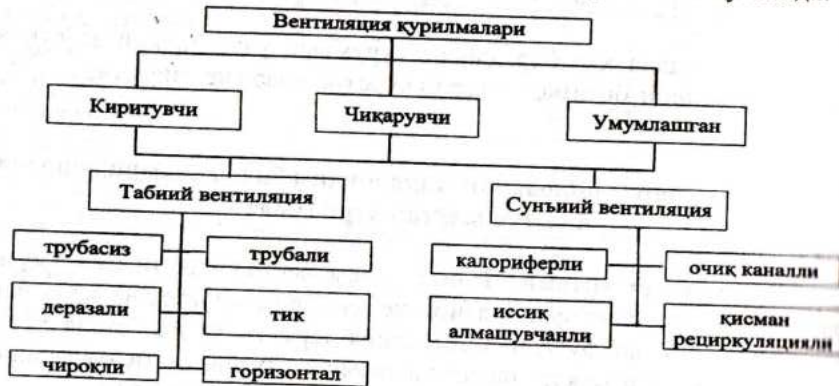 Вентиляция қурилмалари
Киритувчи
Чиқарувчи
Умумлашган
Табиий вентиляция
Сунъий вентиляция
трубасиз
трубали
калориферли
очиқ каналли
деразали
тик
иссиқ
алмашувчанли
қисман
рециркуляцияли
чироқли
горизонтал